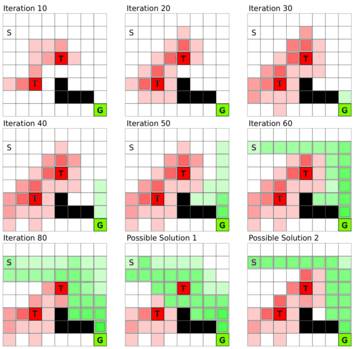 Iteration 10
Iteration 20
Iteration 30
S
T
T
G
S
T
T
G
S
T
T
G
Iteration 40
Iteration 50
Iteration 60
S
T
T
G
S
T
T
G
S
T
T
G
Iteration 80
Possible Solution 1
Possible Solution 2
S
T
T
G
S
T
T
G
S
T
T
G